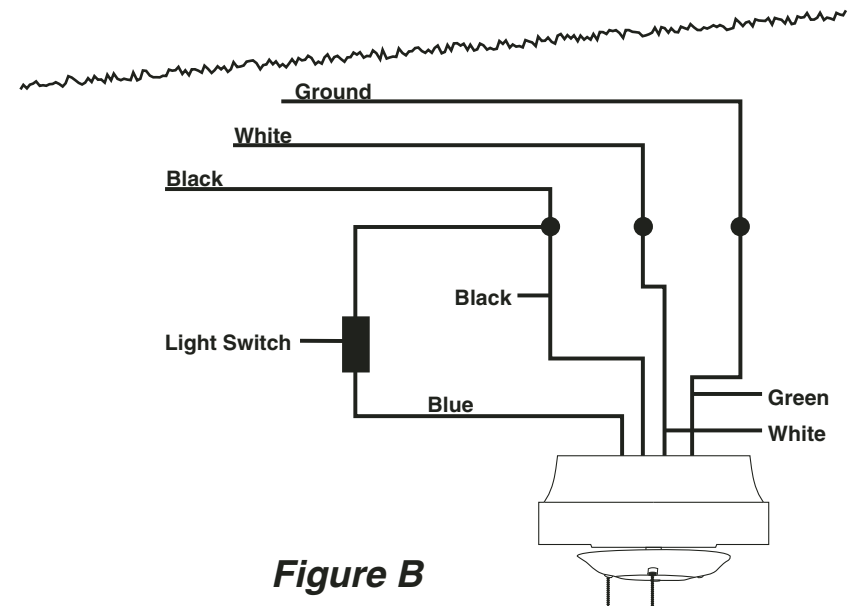 Ground
White
Black
Black
Light Switch
Blue
Green
White
Figure B